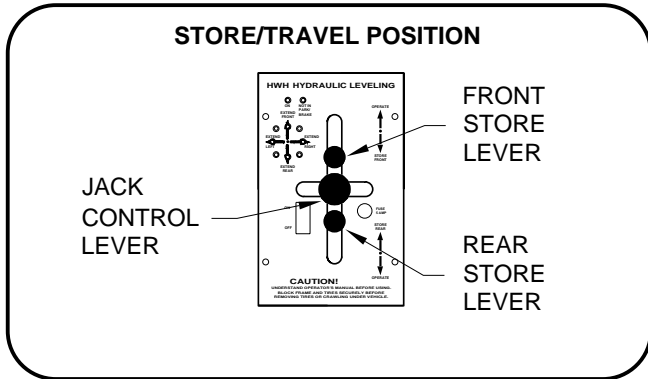 STORE/TRAVEL POSITION
HWH HYDRAULIC LEVELING
ON
NOT IN
PARK/
BRAKE
EXTEND
FRONT
EXTEND
LEFT
EXTEND
RIGHT
EXTEND
REAR
OPERATE
STORE
FRONT
FRONT
STORE
LEVER
JACK
CONTROL
LEVER
ON
OFF
FUSE
STORE
REAR
OPERATE
REAR
STORE
LEVER
CAUTION!
UNDERSTAND OPERATOR'S MANUAL BEFORE USING.
BLOCK FRAME AND TIRES SECURELY BEFORE
REMOVING TIRES OR CRAWLING UNDER VEHICLE.